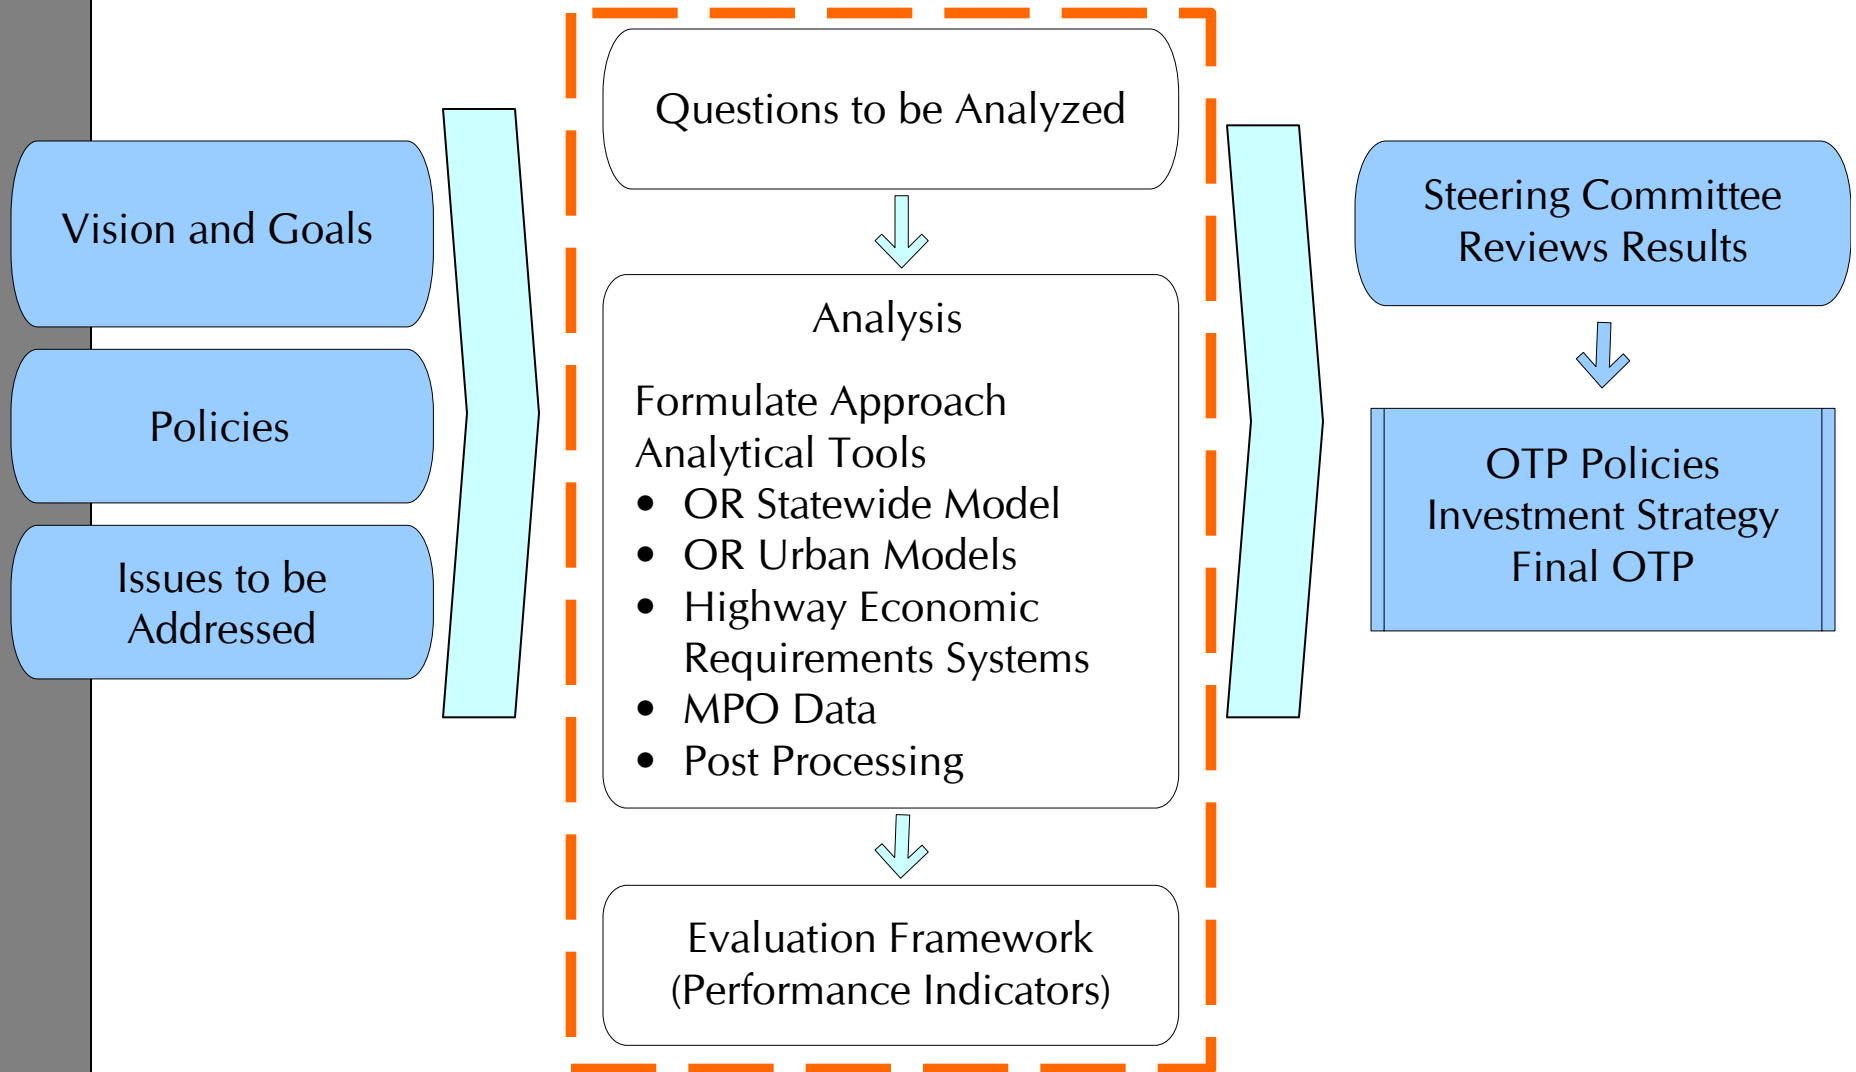 Vision and Goals
Policies
Issues to be
Addressed
Questions to be Analyzed
Analysis
Formulate Approach
Analytical Tools
• OR Statewide Model
• OR Urban Models
• Highway Economic
Requirements Systems
• MPO Data
• Post Processing
Evaluation Framework
(Performance Indicators)
Steering Committee
Reviews Results
OTP Policies
Investment Strategy
Final OTP